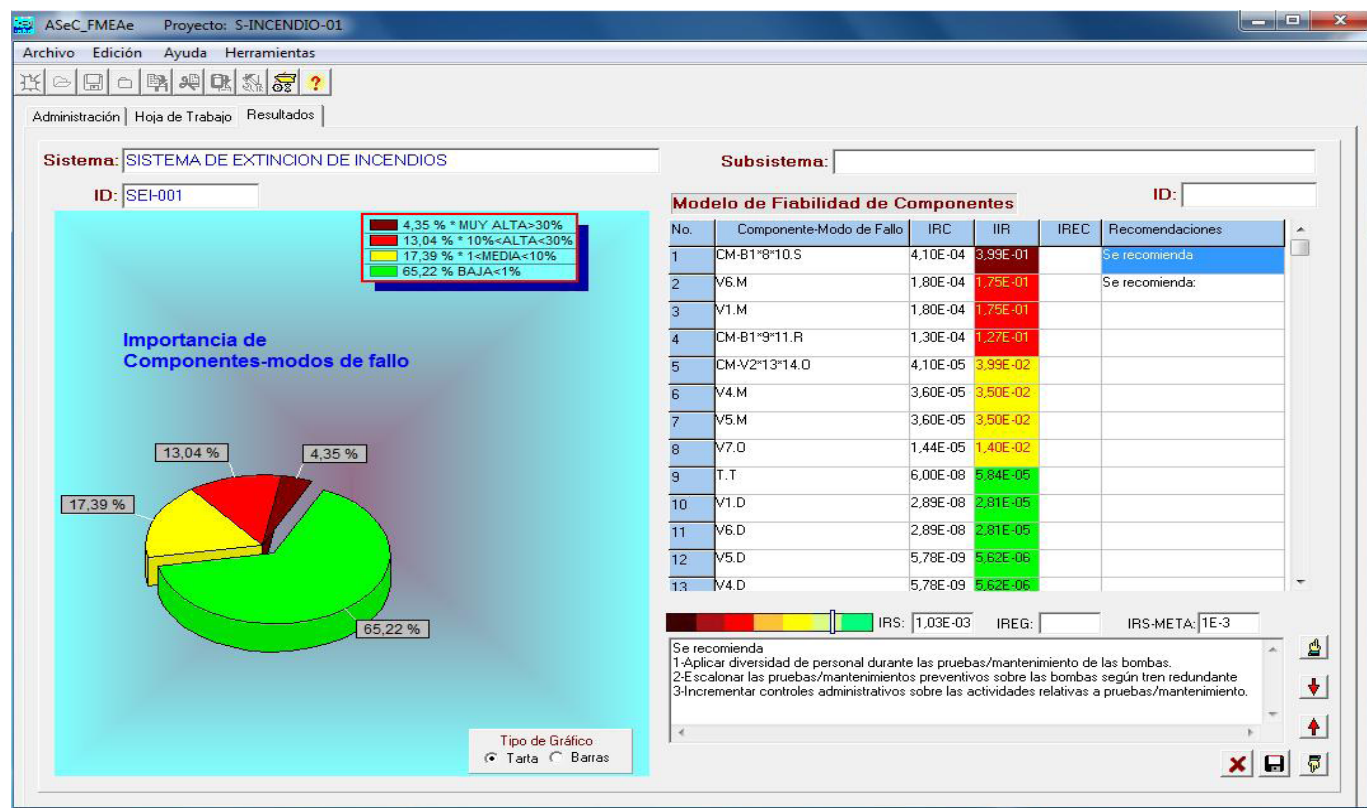 ASeC_FMEAe Proyecto: S-INCENDIO-01
Archivo Edición Ayuda Herramientas
Administración Hoja de Trabajo Resultados
Sistema: SISTEMA DE EXTINCION DE INCENDIOS
ID: SEI-001
4,35 % * MUY ALTA>30%
13,04 % * 10%<ALTA<30%
17,39 % * 1<MEDIA<10%
65,22 % BAJA<1%
Importancia de
Componentes-modos de fallo
13,04 %
4,35 %
17,39 %
65,22 %
Tipo de Gráfico
Tarta Barras
Subsistema:
ID:
Modelo de Fiabilidad de Componentes
No. Componente-Modo de Fallo IRC IIR IREC Recomendaciones
1 CM-B1*8*10.S 4,10E-04 3,99E-01 Se recomienda
2 V6.M 1,80E-04 1,75E-01 Se recomienda:
3 V1.M 1,80E-04 1,75E-01
4 CM-B1*9*11.R 1,30E-04 1,27E-01
5 CM-V2*13*14.O 4,10E-05 3,99E-02
6 V4.M 3,60E-05 3,50E-02
7 V5.M 3,60E-05 3,50E-02
8 V7.O 1,44E-05 1,40E-02
9 T.T 6,00E-08 5,84E-05
10 V1.D 2,89E-08 2,81E-05
11 V6.D 2,89E-08 2,81E-05
12 V5.D 5,78E-09 5,62E-06
13 V4.D 5,78E-09 5,62E-06
IRS: 1,03E-03 IREG: IRS-META: 1E-3
Se recomienda
1-Aplicar diversidad de personal durante las pruebas/mantenimiento de las bombas.
2-Escalonar las pruebas/mantenimientos preventivos sobre las bombas según tren redundante
3-Incrementar controles administrativos sobre las actividades relativas a pruebas/mantenimiento.